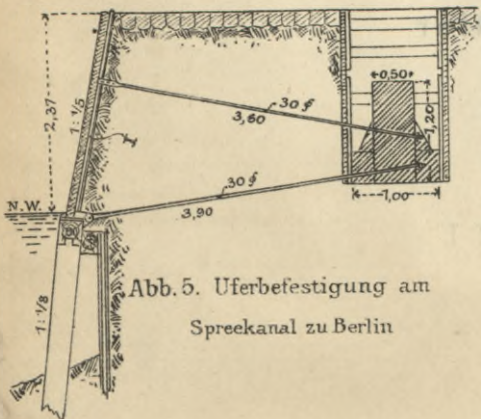 0,50
1,20
30 ∮
3,60
2,37
1:1/5
I
30 ∮
3,90
1,00
N.W.
1:1/8
Abb. 5. Uferbefestigung am
Spreekanal zu Berlin